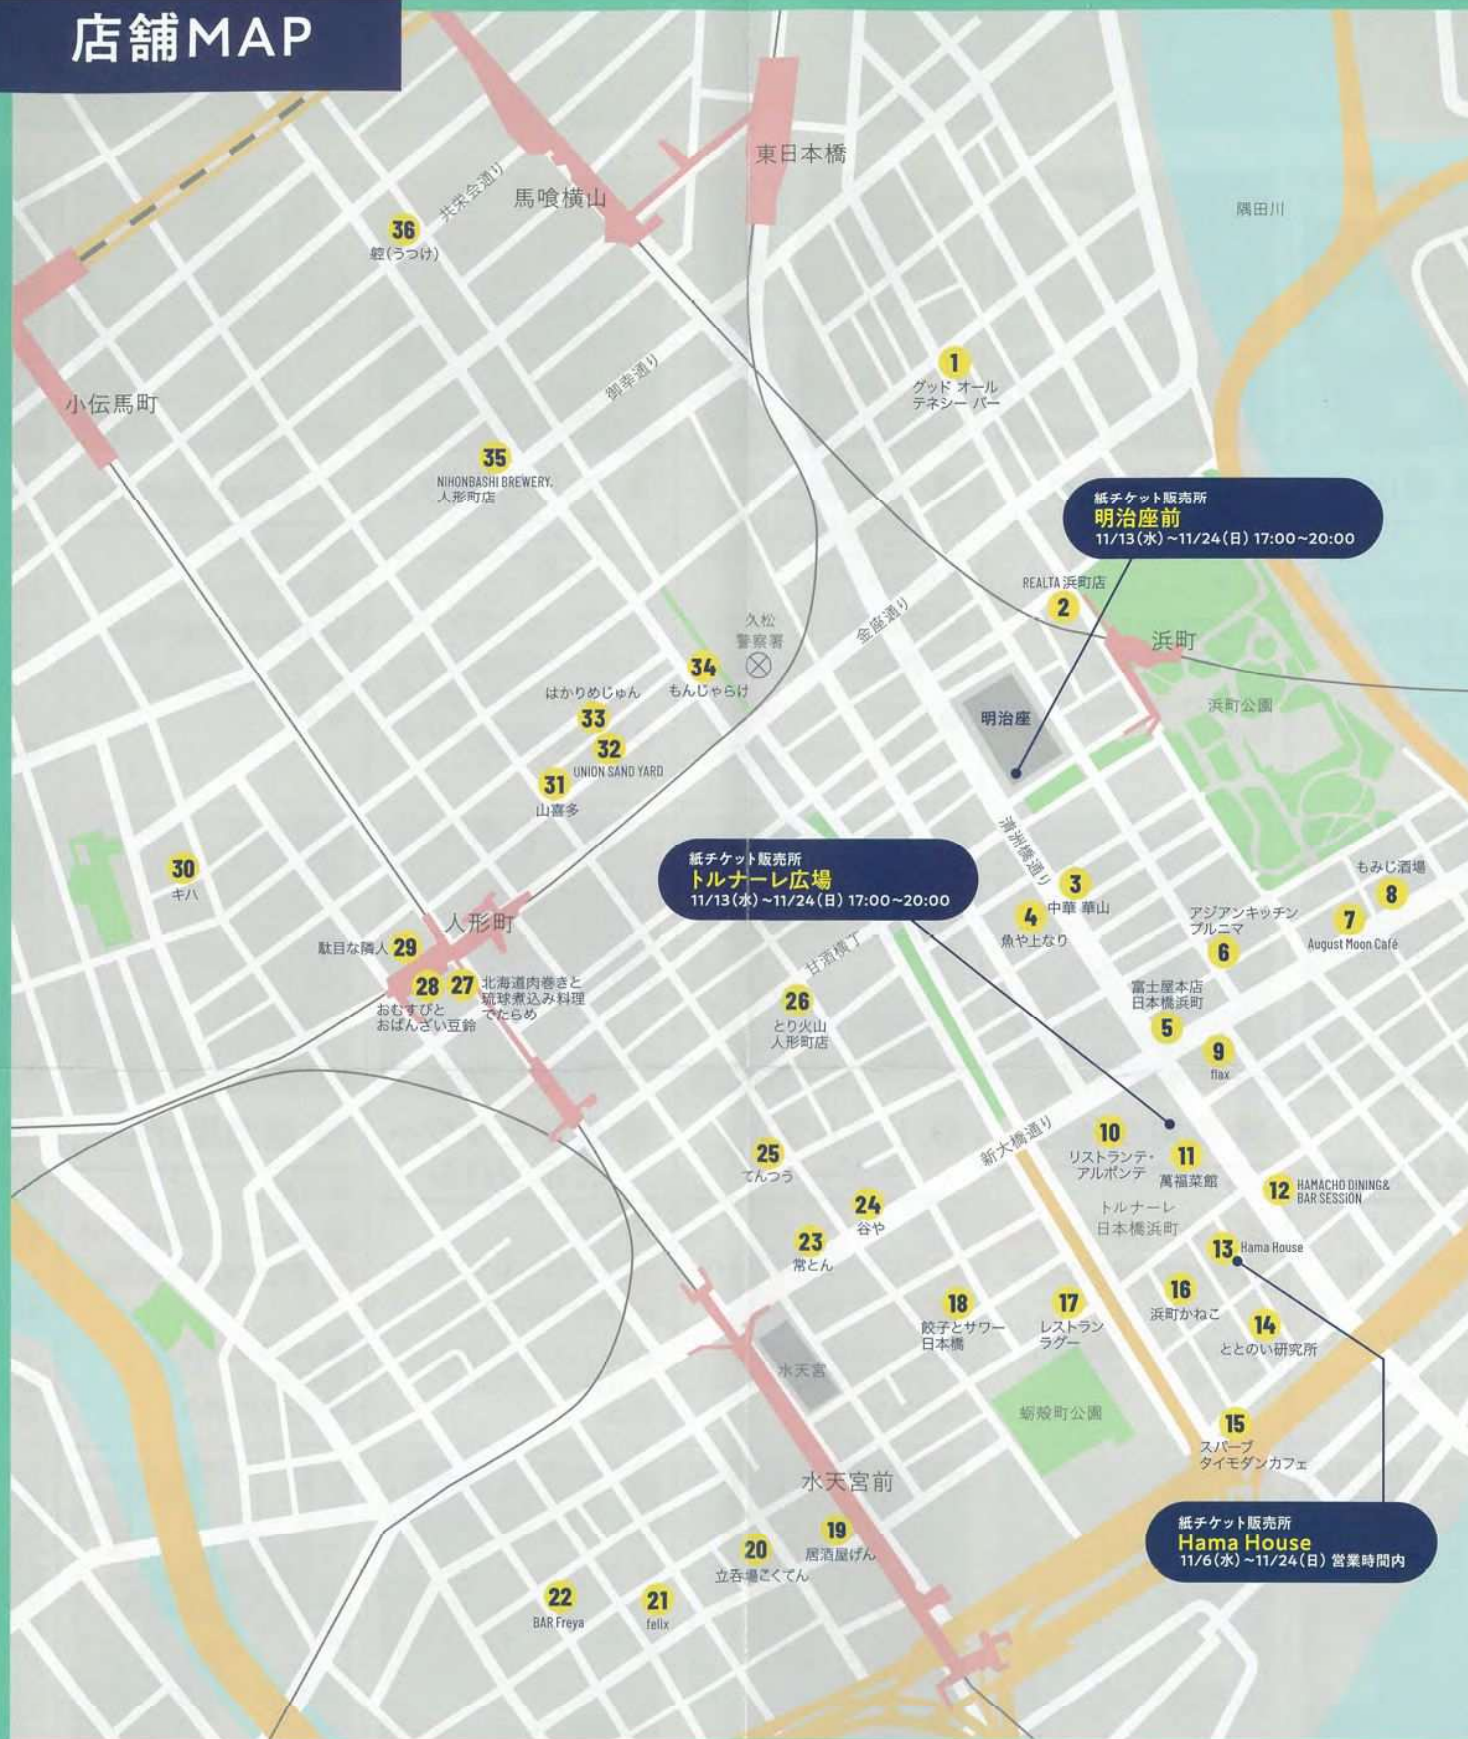 店舗MAP
東日本橋
馬喰横山
共栄会通り
隅田川
36
躻(うつけ)
御幸通り
1
グッド オール
テネシー バー
小伝馬町
35
NIHONBASHI BREWERY.
人形町店
紙チケット販売所
明治座前
11/13(水)~11/24(日) 17:00~20:00
REALTA 浜町店
2
金座通り
久松
警察署
浜町
34
もんじゃらけ
はかりめじゅん
33
浜町公園
明治座
32
UNION SAND YARD
31
山喜多
清洲橋通り
紙チケット販売所
トルナーレ広場
11/13(水)~11/24(日) 17:00~20:00
30
キハ
3
中華 華山
もみじ酒場
8
4
魚や上なり
アジアンキッチン
プルニマ
6
7
August Moon Café
人形町
駄目な隣人
29
28
おむすびと
おばんざい豆鈴
27
北海道肉巻きと
琉球煮込み料理
でたらめ
甘酒横丁
26
とり火山
人形町店
富士屋本店
日本橋浜町
5
9
flax
新大橋通り
10
リストランテ・
アルポンテ
11
萬福菜館
25
てんつう
12
HAMACHO DINING&
BAR SESSION
24
谷や
トルナーレ
日本橋浜町
23
常とん
13
Hama House
16
浜町かねこ
18
餃子とサワー
日本橋
17
レストラン
ラグー
14
ととのい研究所
水天宮
蛎殻町公園
15
スパーブ
タイモダンカフェ
水天宮前
19
居酒屋げん
20
立呑場こくてん
紙チケット販売所
Hama House
11/6(水)~11/24(日) 営業時間内
22
BAR Freya
21
felix